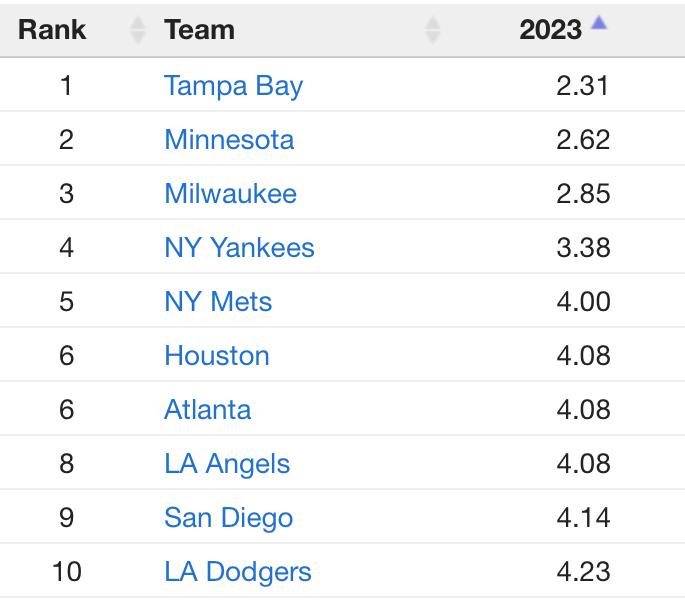 Rank Team 2023
1 Tampa Bay 2.31
2 Minnesota 2.62
3 Milwaukee 2.85
4 NY Yankees 3.38
5 NY Mets 4.00
6 Houston 4.08
6 Atlanta 4.08
8 LA Angels 4.08
9 San Diego 4.14
10 LA Dodgers 4.23